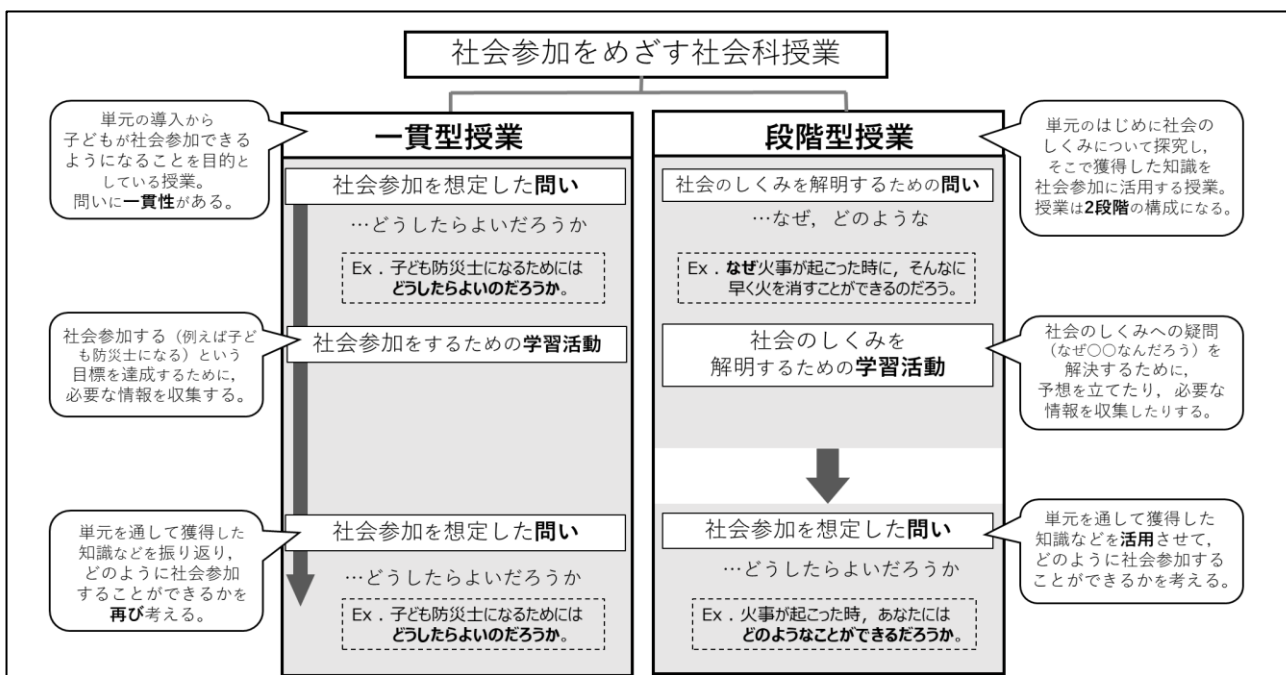 社会参加をめざす社会科授業
単元の導入から
子どもが社会参加できる
ようになることを目的と
している授業。
問いに一貫性がある。
一貫型授業
社会参加を想定した問い
…どうしたらよいだろうか
Ex．子ども防災士になるためには
どうしたらよいのだろうか。
社会参加する（例えば子ど
も防災士になる）という
目標を達成するために，
必要な情報を収集する。
社会参加をするための学習活動
単元を通して獲得した
知識などを振り返り，
どのように社会参加
することができるかを
再び考える。
社会参加を想定した問い
…どうしたらよいだろうか
Ex．子ども防災士になるためには
どうしたらよいのだろうか。
段階型授業
単元のはじめに社会の
しくみについて探究し，
そこで獲得した知識を
社会参加に活用する授業。
授業は2段階の構成になる。
社会のしくみを解明するための問い
…なぜ，どのような
Ex．なぜ火事が起こった時に，そんなに
早く火を消すことができるのだろう。
社会のしくみを
解明するための学習活動
社会のしくみへの疑問
（なぜ〇〇なんだろう）を
解決するために，
予想を立てたり，必要な
情報を収集したりする。
社会参加を想定した問い
…どうしたらよいだろうか
Ex．火事が起こった時，あなたには
どのようなことができるだろうか。
単元を通して獲得した
知識などを活用させて，
どのように社会参加する
ことができるかを考える。